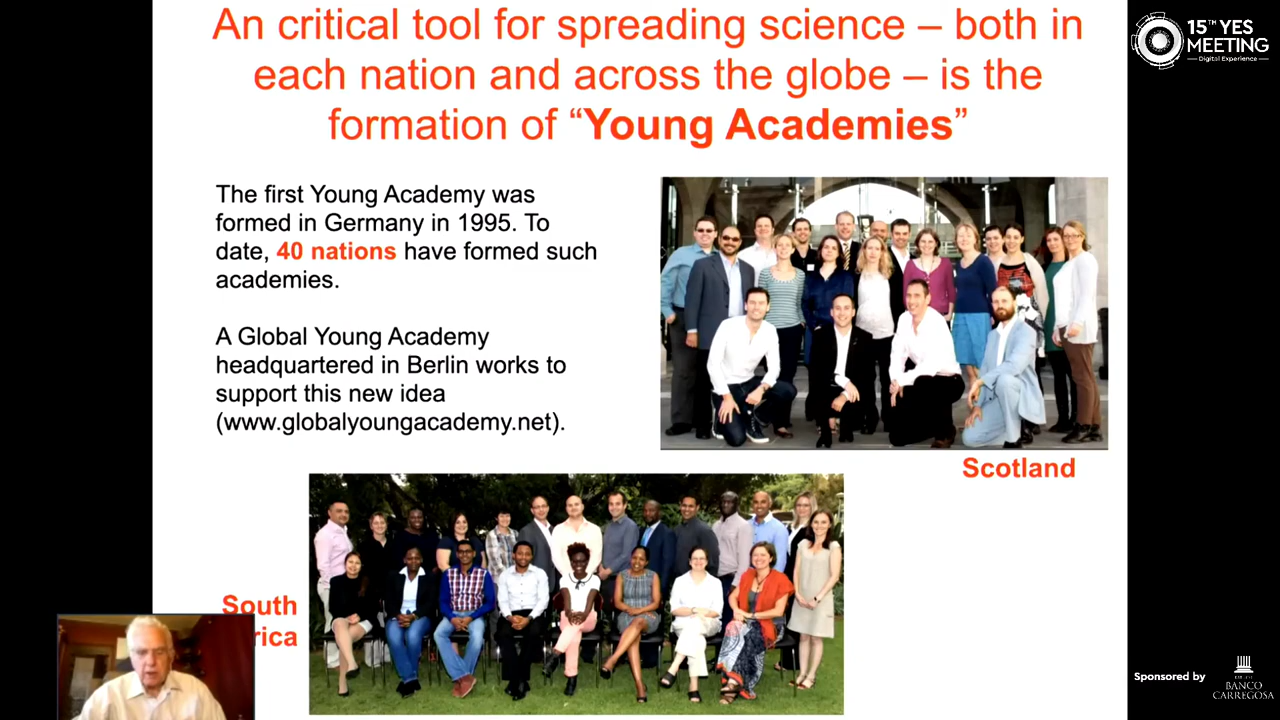 An critical tool for spreading science – both in
each nation and across the globe – is the
formation of “Young Academies”
15TH YES
MEETING
Digital Experience
The first Young Academy was
formed in Germany in 1995. To
date, 40 nations have formed such
academies.
A Global Young Academy
headquartered in Berlin works to
support this new idea
(www.globalyoungacademy.net).
Scotland
South
rica
Sponsored by
BANCO
CARREGOSA